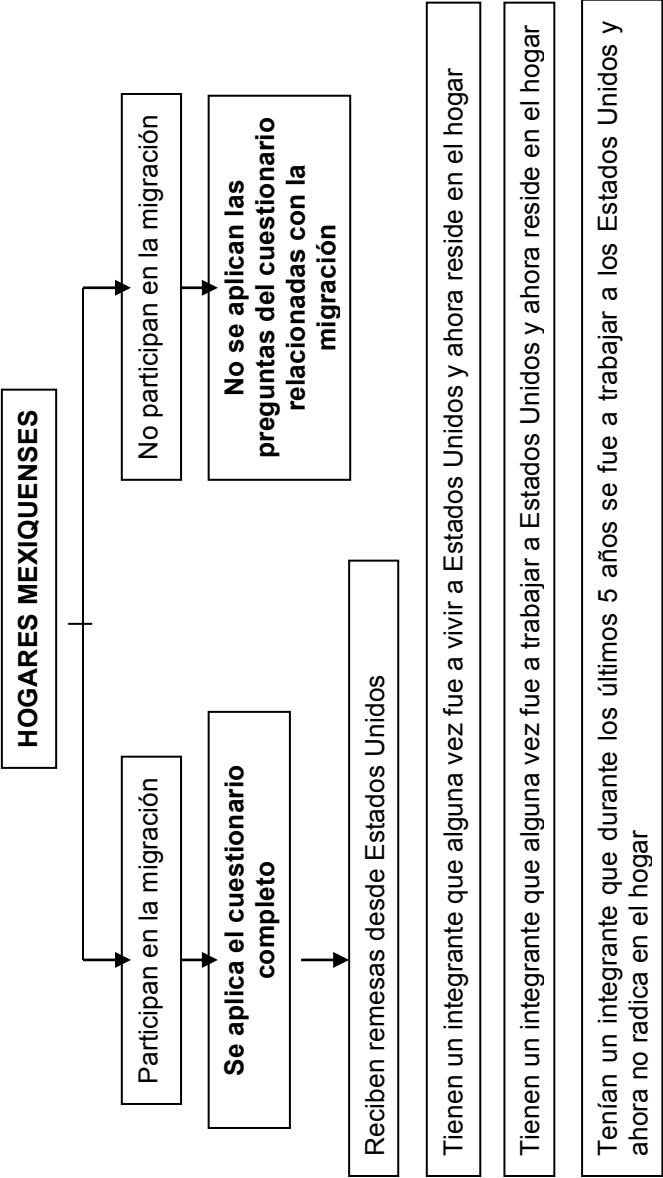 HOGARES MEXIQUENSES
Participan en la migración
No participan en la migración
Se aplica el cuestionario
completo
No se aplican las
preguntas del cuestionario
relacionadas con la
migración
Reciben remesas desde Estados Unidos
Tienen un integrante que alguna vez fue a vivir a Estados Unidos y ahora reside en el hogar
Tienen un integrante que alguna vez fue a trabajar a Estados Unidos y ahora reside en el hogar
Tenían un integrante que durante los últimos 5 años se fue a trabajar a los Estados Unidos y
ahora no radica en el hogar